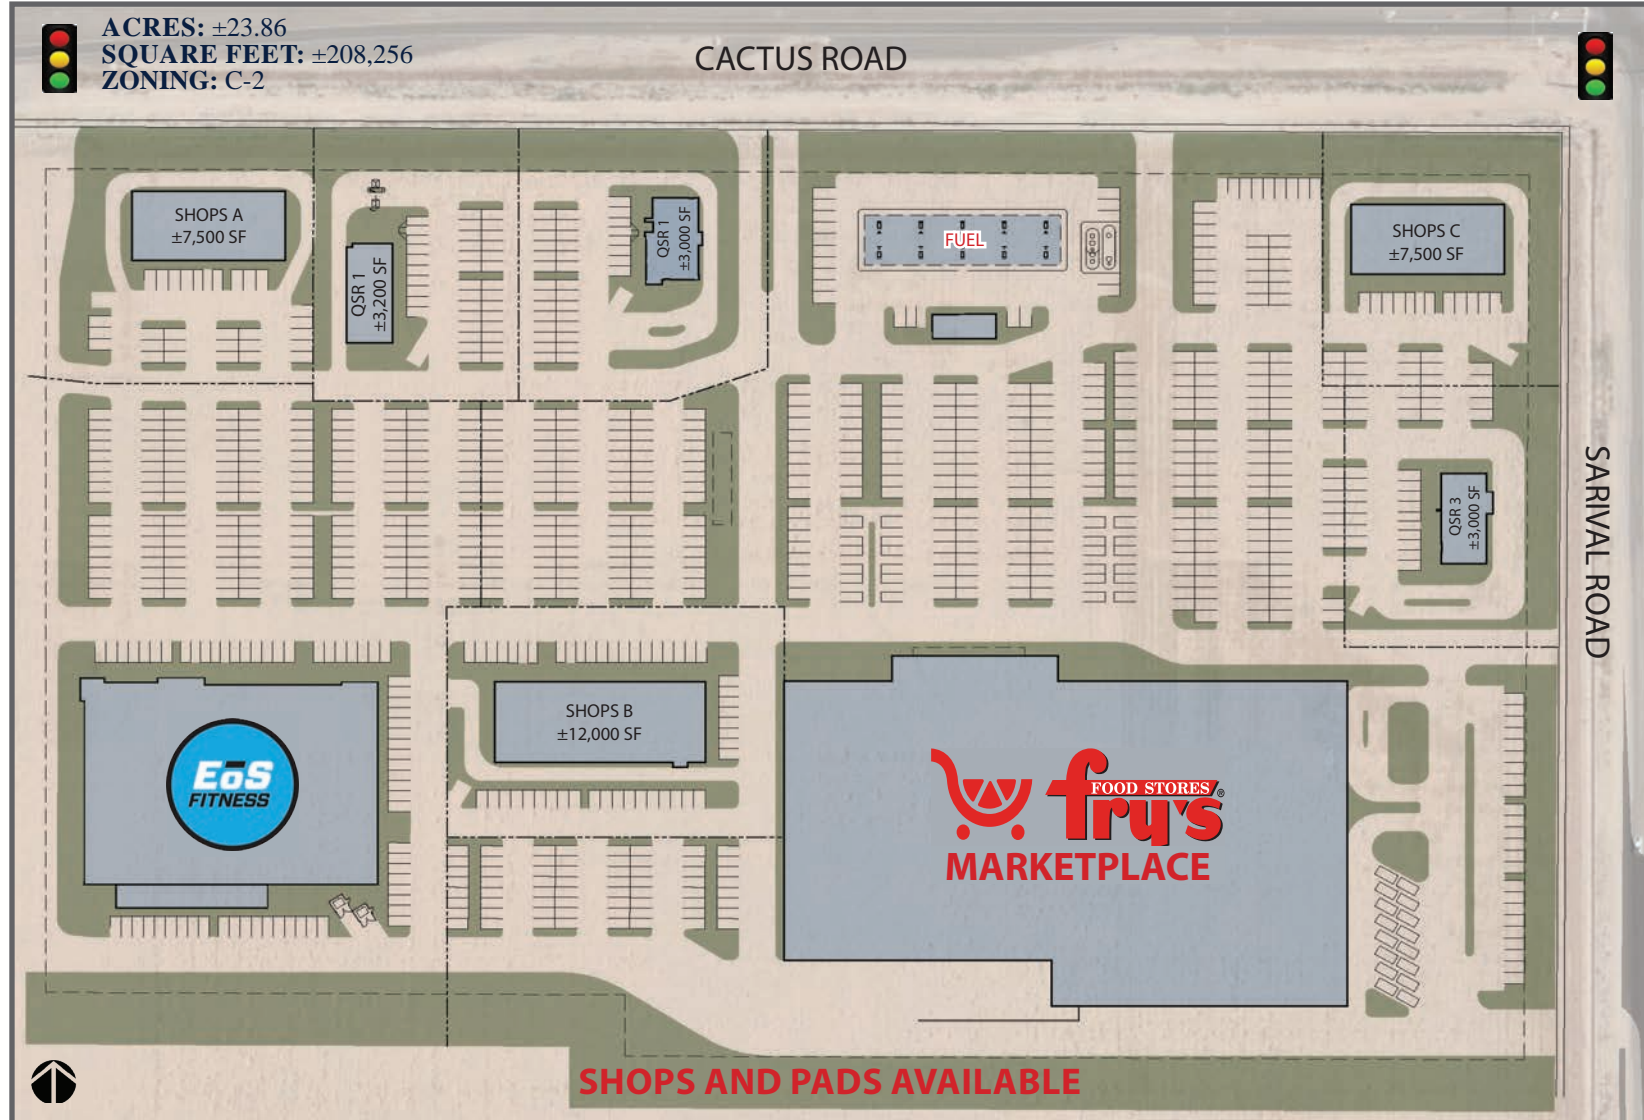 ACRES: ±23.86
SQUARE FEET: ±208,256
ZONING: C-2
CACTUS ROAD
SHOPS A
±7,500 SF
QSR 1
±3,200 SF
QSR 1
±3,000 SF
FUEL
SHOPS C
±7,500 SF
QSR 3
±3,000 SF
SARIVAL ROAD
EōS
FITNESS
SHOPS B
±12,000 SF
fry's
FOOD STORES®
MARKETPLACE
SHOPS AND PADS AVAILABLE